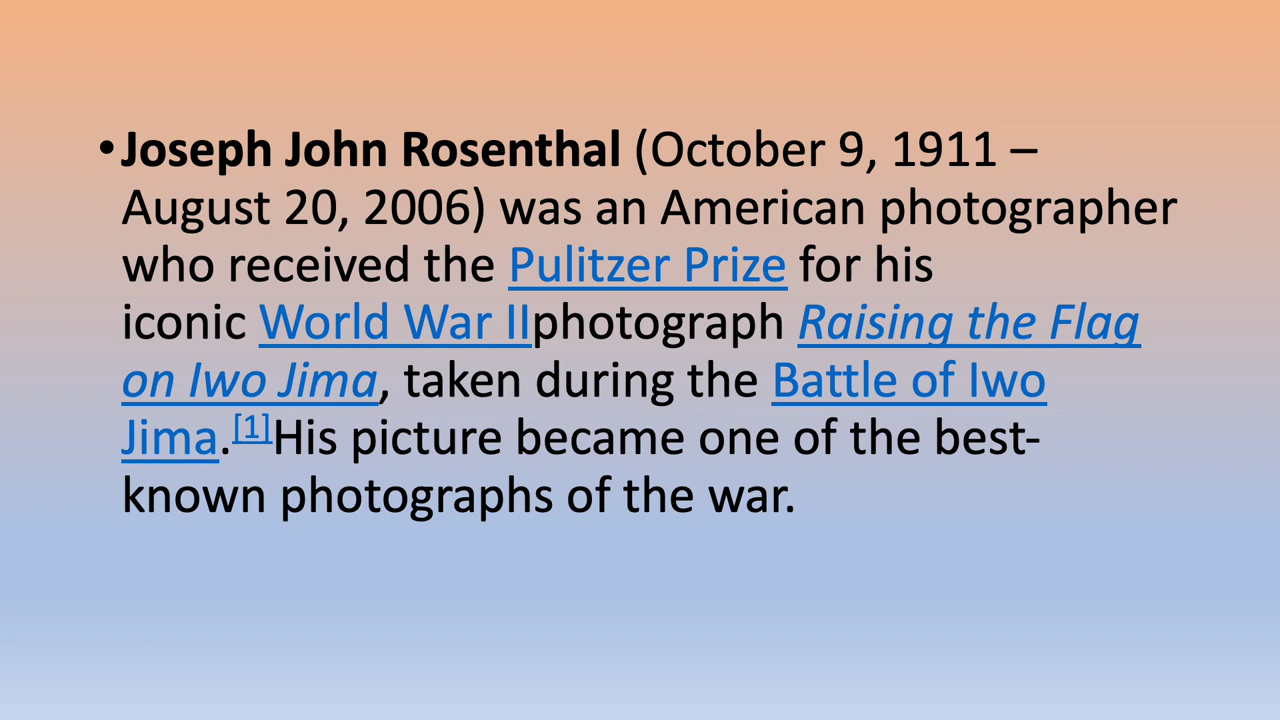 •Joseph John Rosenthal (October 9, 1911 –
August 20, 2006) was an American photographer
who received the Pulitzer Prize for his
iconic World War IIphotograph Raising the Flag
on Iwo Jima, taken during the Battle of Iwo
Jima.[1]His picture became one of the best-
known photographs of the war.